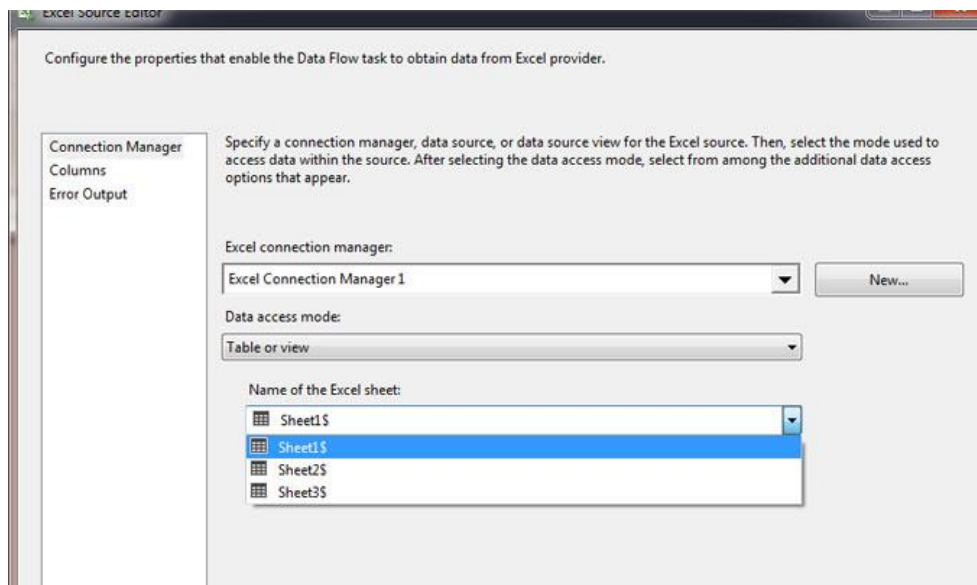 Excel Source Editor
Configure the properties that enable the Data Flow task to obtain data from Excel provider.
Connection Manager
Columns
Error Output
Specify a connection manager, data source, or data source view for the Excel source. Then, select the mode used to
access data within the source. After selecting the data access mode, select from among the additional data access
options that appear.
Excel connection manager:
Excel Connection Manager 1
New...
Data access mode:
Table or view
Name of the Excel sheet:
Sheet1$
Sheet1$
Sheet2$
Sheet3$